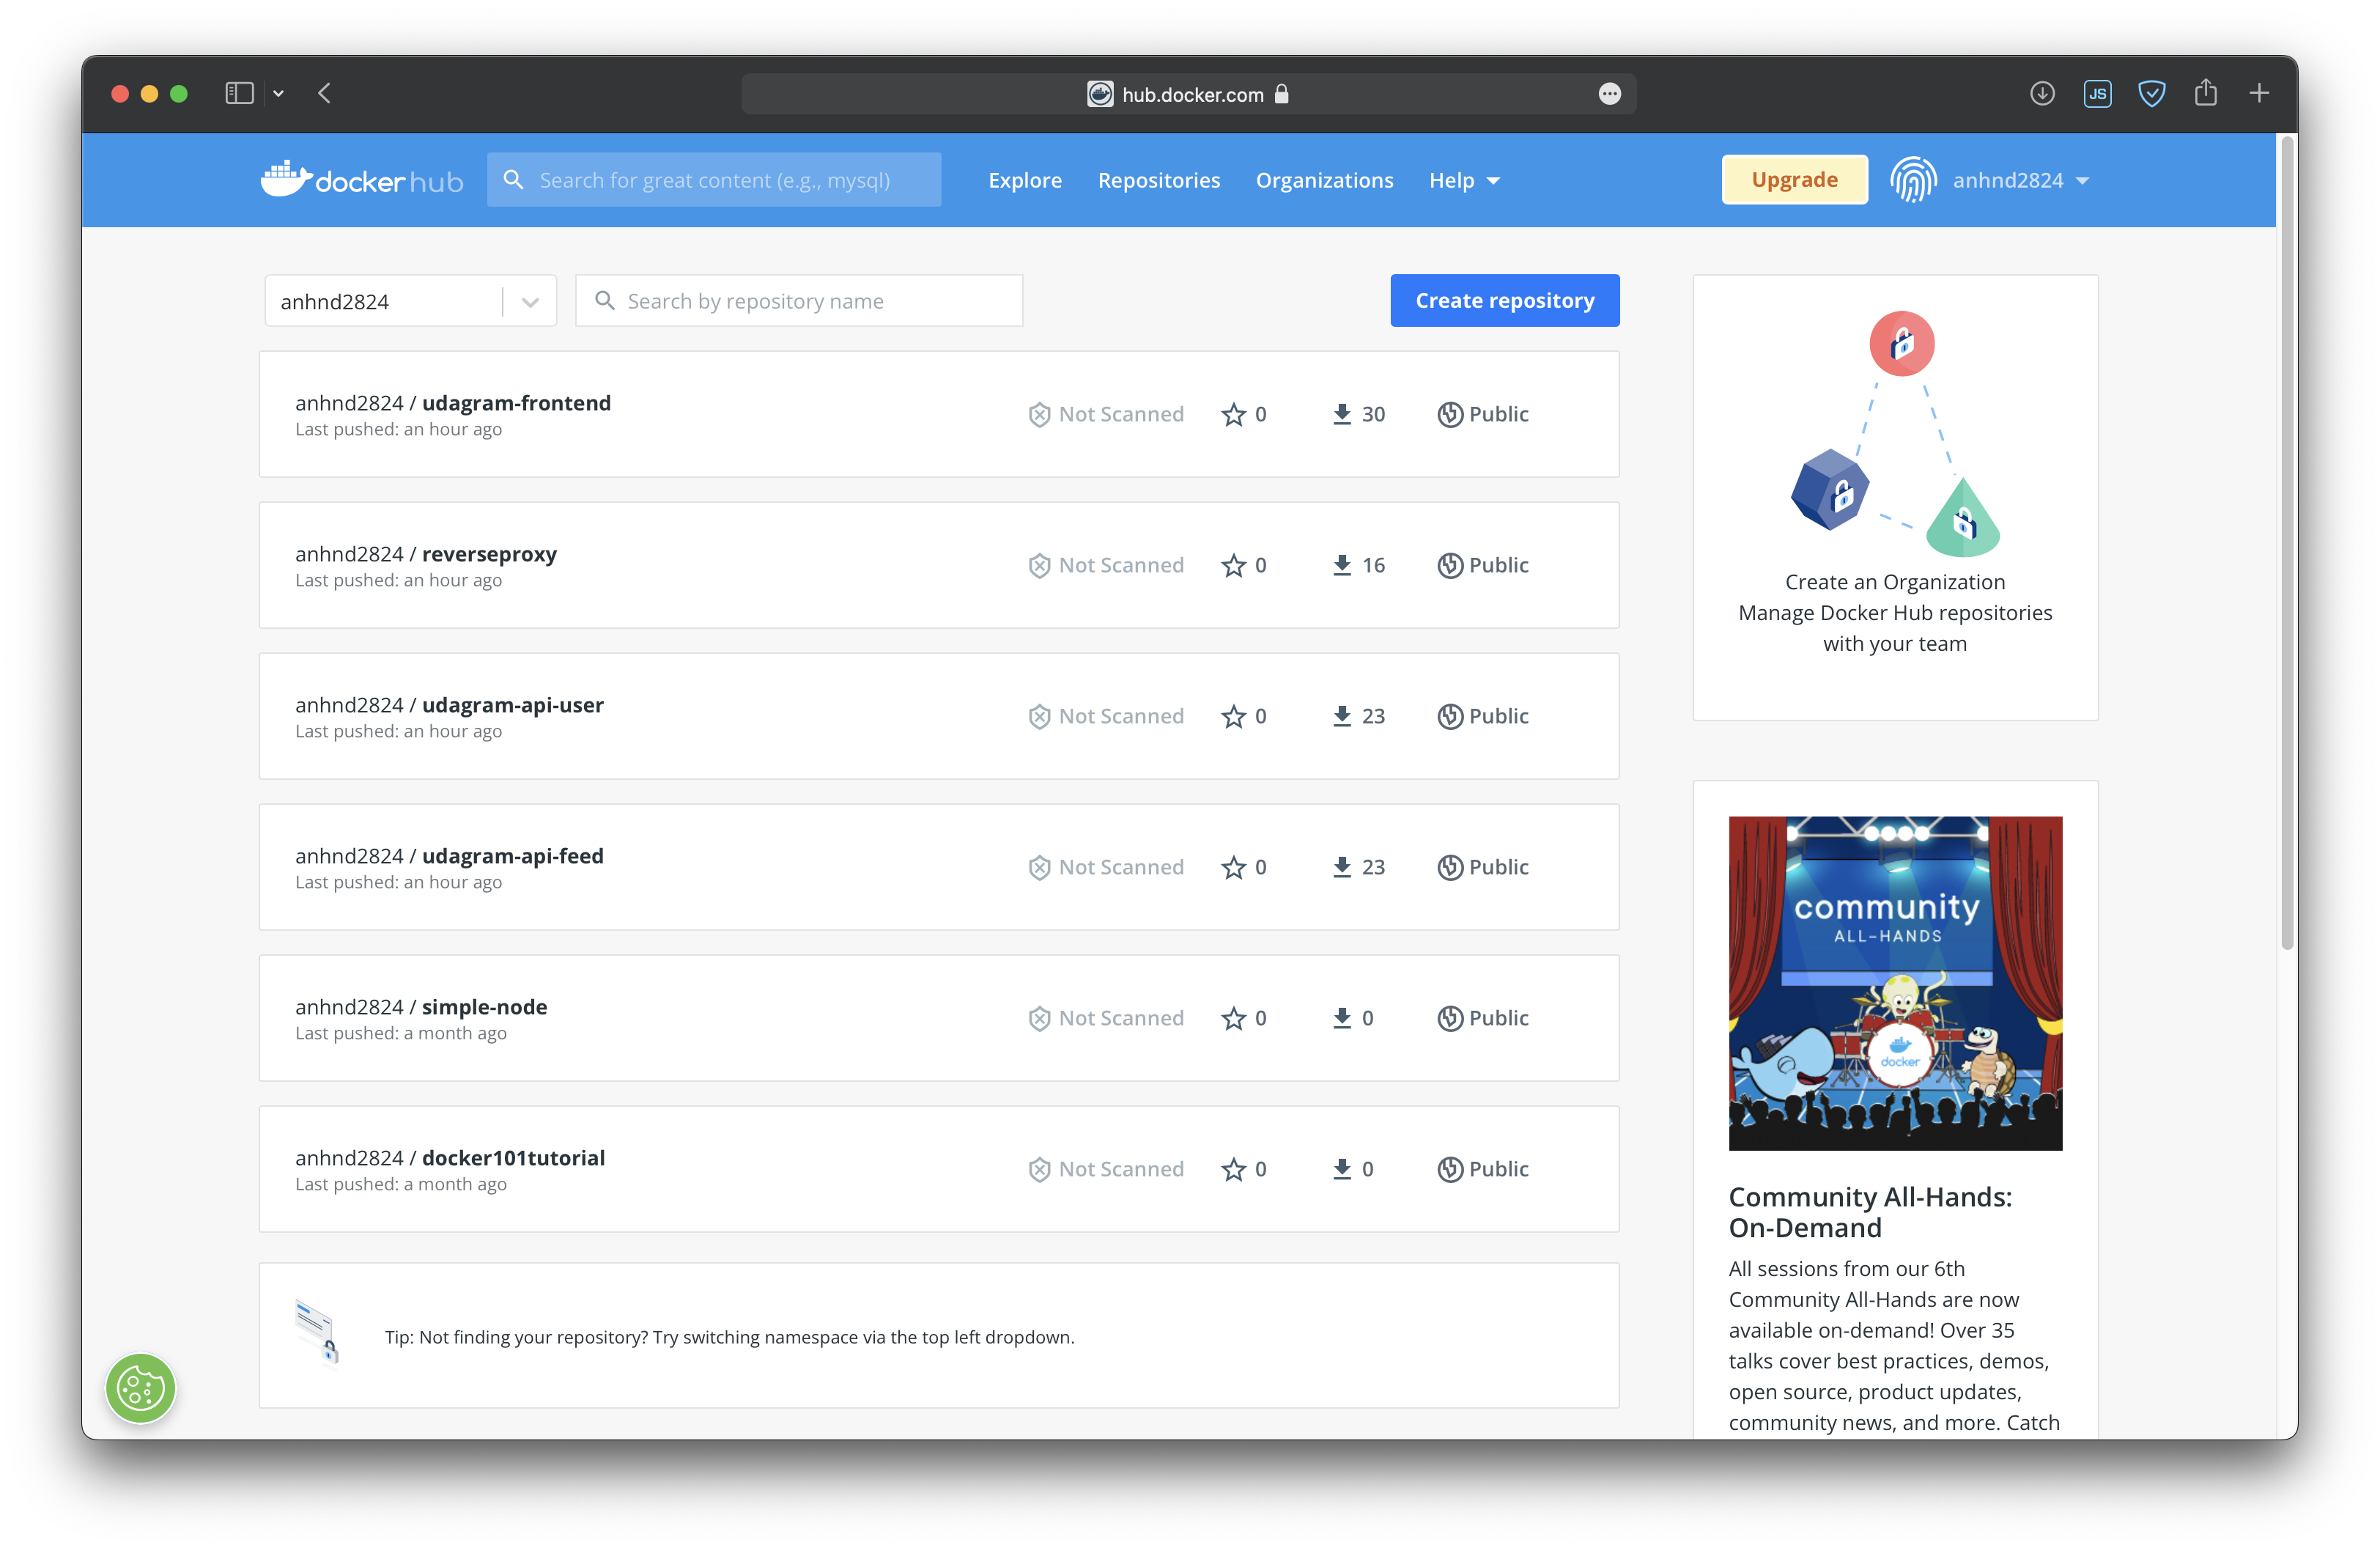 hub.docker.com
JS
docker hub
Search for great content (e.g., mysql)
Explore
Repositories
Organizations
Help
Upgrade
anhnd2824
anhnd2824
Search by repository name
Create repository
anhnd2824 / udagram-frontend
Last pushed: an hour ago
Not Scanned
0
30
Public
anhnd2824 / reverseproxy
Last pushed: an hour ago
Not Scanned
0
16
Public
anhnd2824 / udagram-api-user
Last pushed: an hour ago
Not Scanned
0
23
Public
anhnd2824 / udagram-api-feed
Last pushed: an hour ago
Not Scanned
0
23
Public
anhnd2824 / simple-node
Last pushed: a month ago
Not Scanned
0
0
Public
anhnd2824 / docker101tutorial
Last pushed: a month ago
Not Scanned
0
0
Public
Tip: Not finding your repository? Try switching namespace via the top left dropdown.
Create an Organization
Manage Docker Hub repositories
with your team
community
ALL-HANDS
docker
Community All-Hands:
On-Demand
All sessions from our 6th
Community All-Hands are now
available on-demand! Over 35
talks cover best practices, demos,
open source, product updates,
community news, and more. Catch